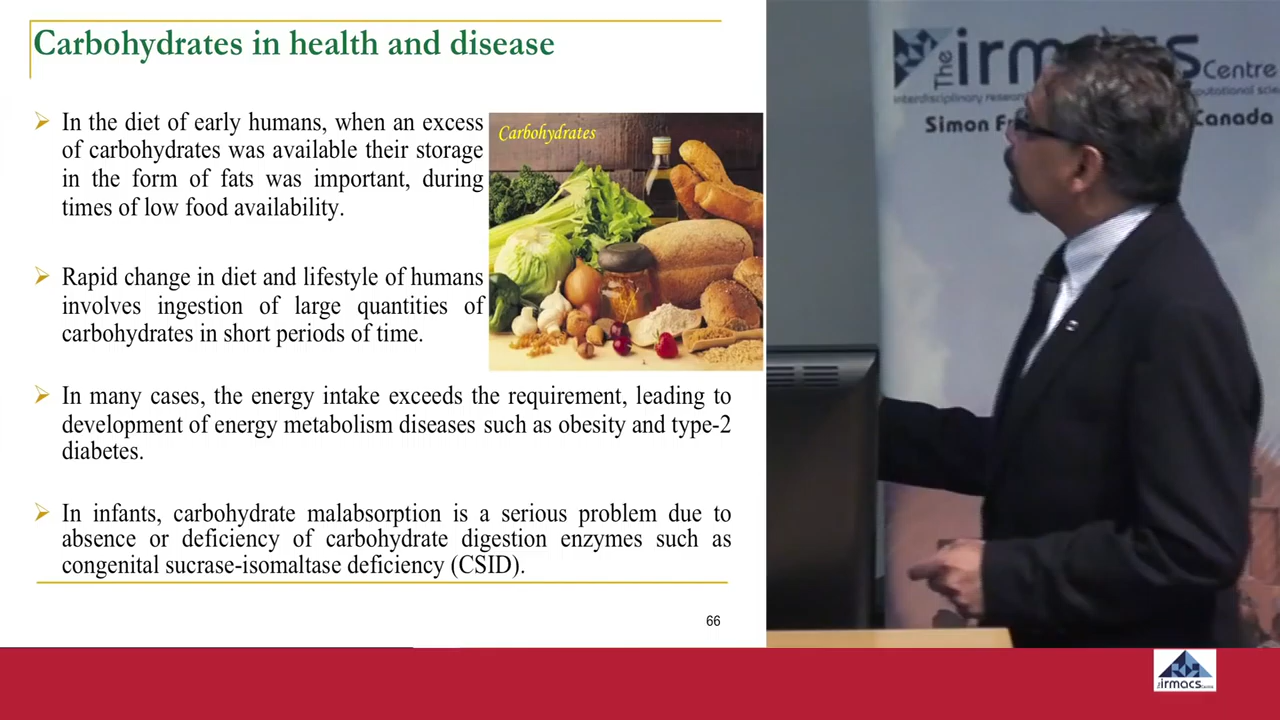 Carbohydrates in health and disease
In the diet of early humans, when an excess
of carbohydrates was available their storage
in the form of fats was important, during
times of low food availability.
Carbohydrates
Rapid change in diet and lifestyle of humans
involves ingestion of large quantities of
carbohydrates in short periods of time.
In many cases, the energy intake exceeds the requirement, leading to
development of energy metabolism diseases such as obesity and type-2
diabetes.
In infants, carbohydrate malabsorption is a serious problem due to
absence or deficiency of carbohydrate digestion enzymes such as
congenital sucrase-isomaltase deficiency (CSID).
66
The irmacs Centre
interdisciplinary
Simon
Canada
irmacs